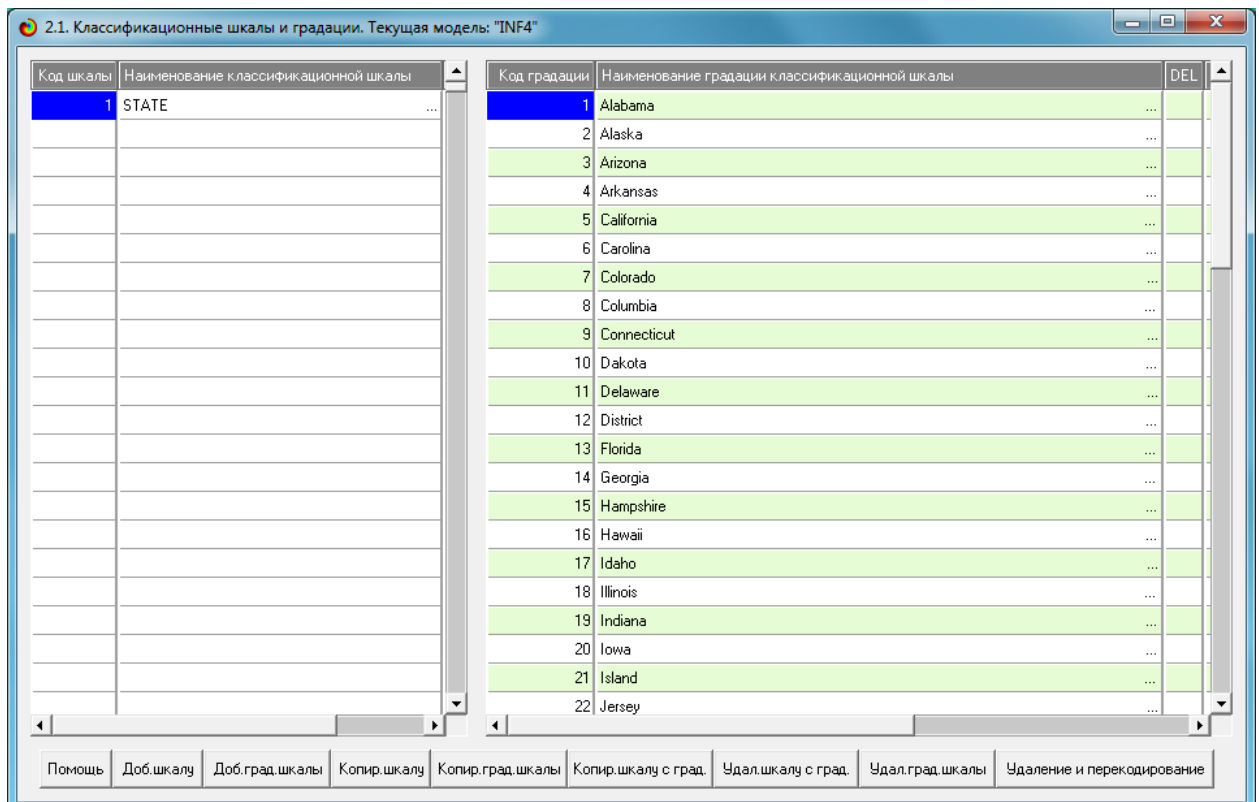 2.1. Классификационные шкалы и градации. Текущая модель: "INF4"
Код шкалы Наименование классификационной шкалы Код градации Наименование градации классификационной шкалы DEL
1 STATE ... 1 Alabama ...
2 Alaska ...
3 Arizona ...
4 Arkansas ...
5 California ...
6 Carolina ...
7 Colorado ...
8 Columbia ...
9 Connecticut ...
10 Dakota ...
11 Delaware ...
12 District ...
13 Florida ...
14 Georgia ...
15 Hampshire ...
16 Hawaii ...
17 Idaho ...
18 Illinois ...
19 Indiana ...
20 Iowa ...
21 Island ...
22 Jersey ...
Помощь Доб.шкалу Доб.град.шкалы Копир.шкалу Копир.град.шкалы Копир.шкалу с град. Удал.шкалу с град. Удал.град.шкалы Удаление и перекодирование